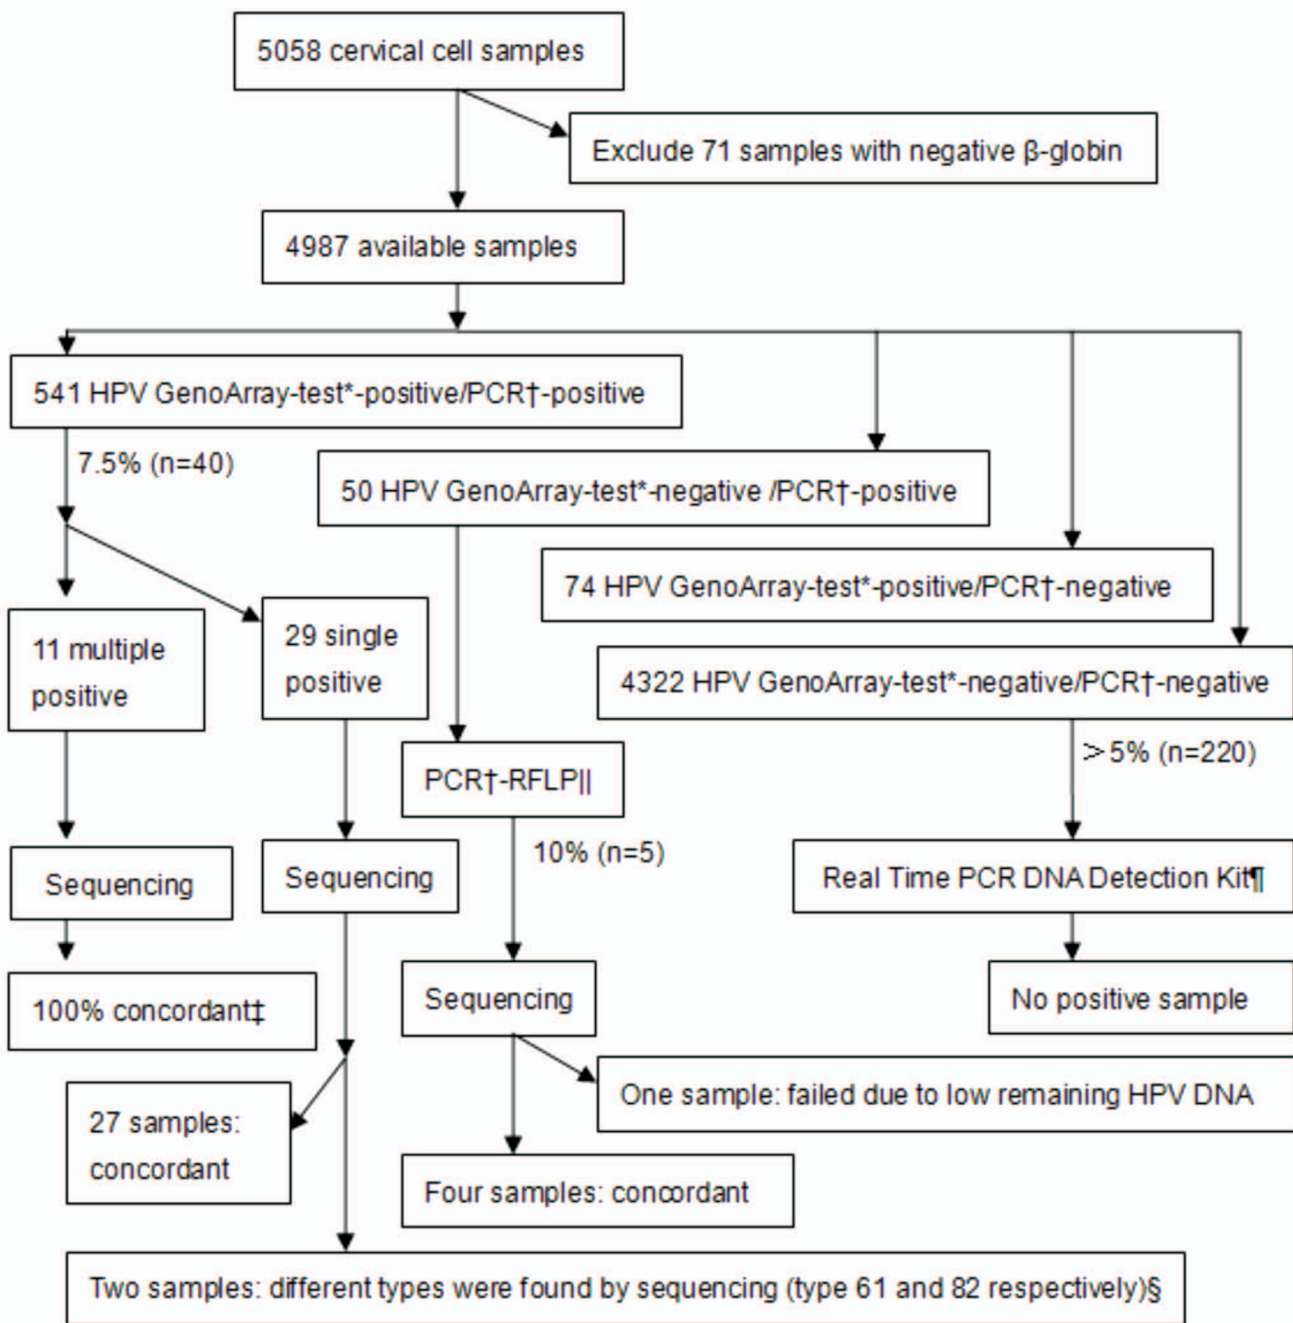 5058 cervical cell samples
Exclude 71 samples with negative β-globin
4987 available samples
541 HPV GenoArray-test*-positive/PCR†-positive
7.5% (n=40)
50 HPV GenoArray-test*-negative /PCR†-positive
74 HPV GenoArray-test*-positive/PCR†-negative
11 multiple
positive
29 single
positive
4322 HPV GenoArray-test*-negative/PCR†-negative
>5% (n=220)
PCR†-RFLP||
10% (n=5)
Sequencing
Sequencing
Real Time PCR DNA Detection Kit¶
100% concordant‡
Sequencing
No positive sample
27 samples:
concordant
One sample: failed due to low remaining HPV DNA
Four samples: concordant
Two samples: different types were found by sequencing (type 61 and 82 respectively)§